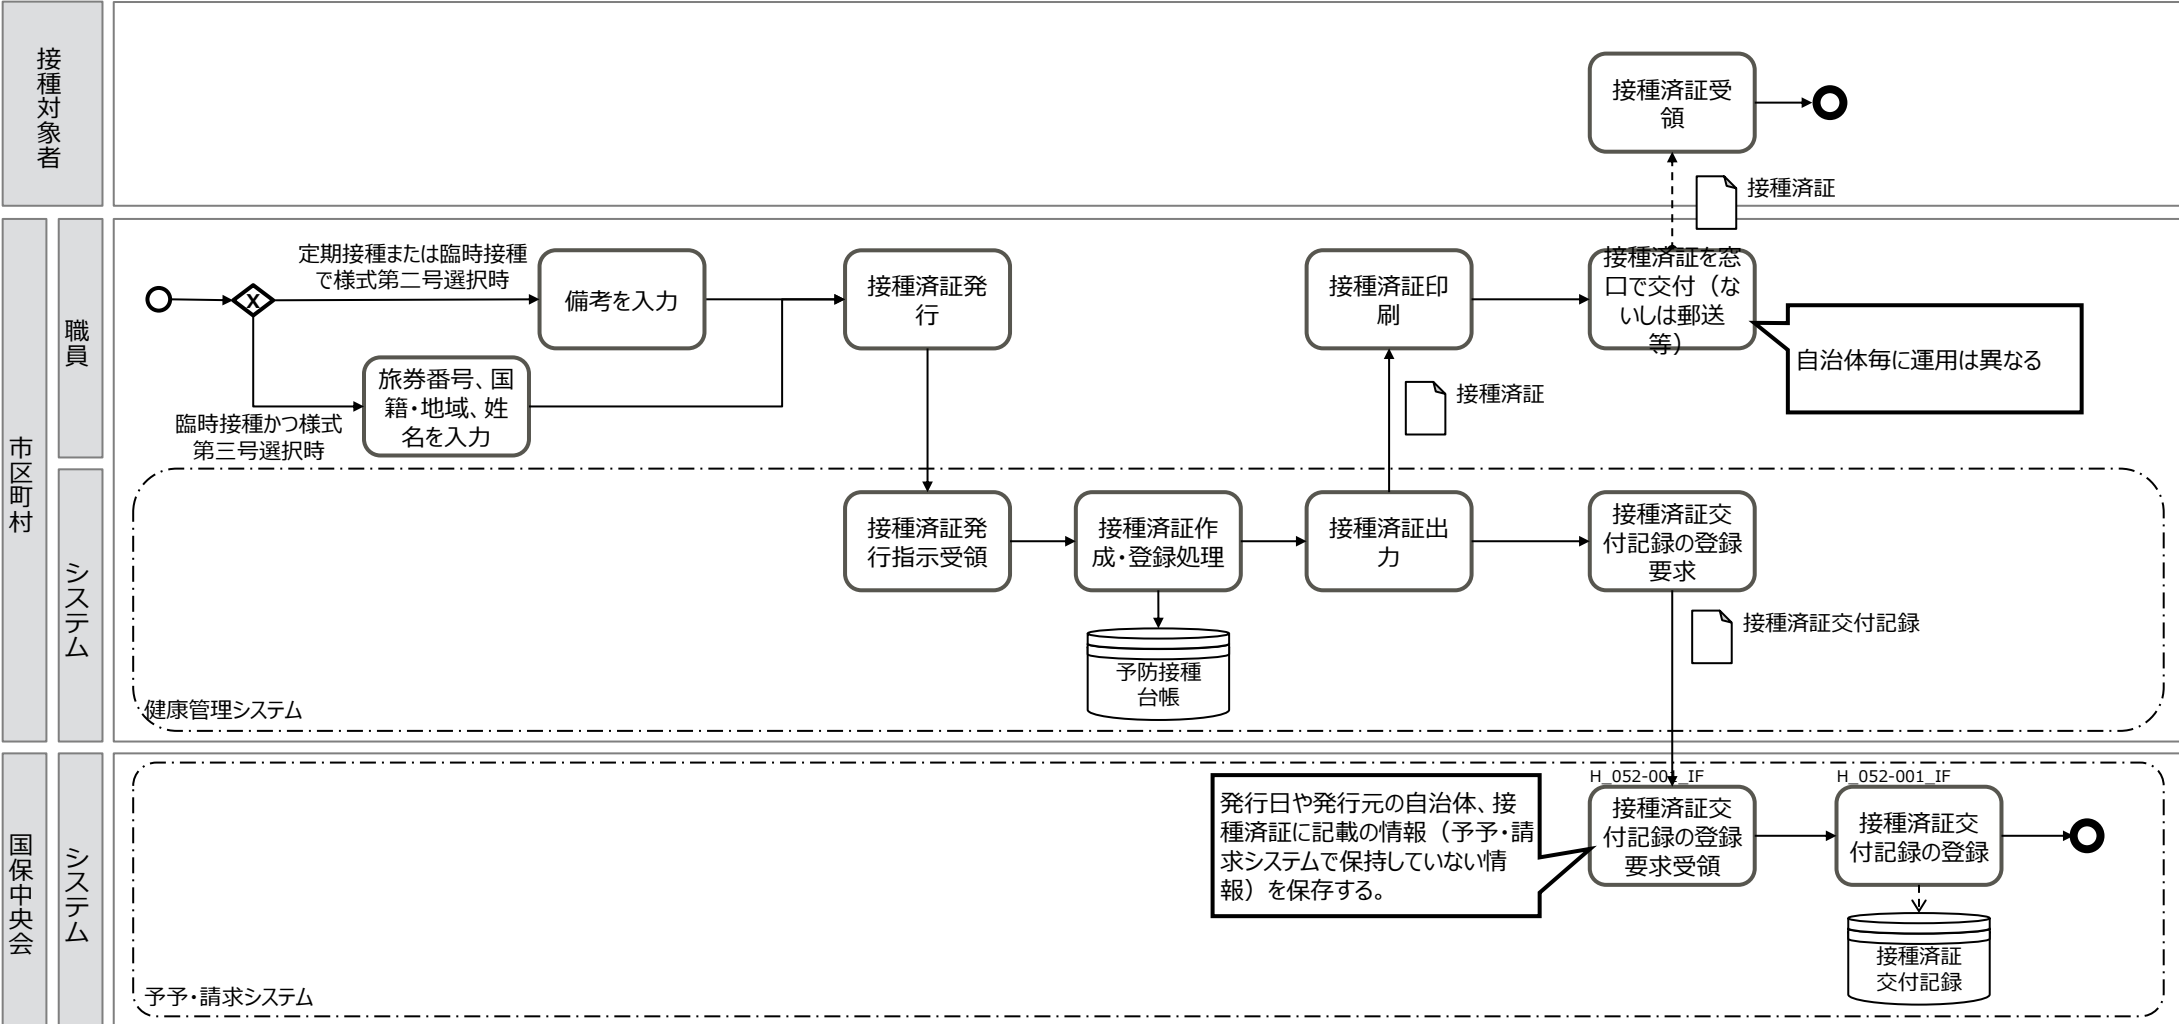 接種対象者
接種済証受
領
接種済証
市区町村
職員
定期接種または臨時接種
で様式第二号選択時
X
備考を入力
接種済証発
行
臨時接種かつ様式
第三号選択時
旅券番号、国
籍・地域、姓
名を入力
接種済証印
刷
接種済証を窓
口で交付（な
いしは郵送
等）
自治体毎に運用は異なる
接種済証
システム
接種済証発
行指示受領
接種済証作
成・登録処理
接種済証出
力
接種済証交
付記録の登録
要求
予防接種
台帳
接種済証交付記録
健康管理システム
国保中央会
システム
発行日や発行元の自治体、接
種済証に記載の情報（予予・請
求システムで保持していない情
報）を保存する。
H_052-001_IF
接種済証交
付記録の登録
要求受領
H_052-001_IF
接種済証交
付記録の登録
接種済証
交付記録
予予・請求システム